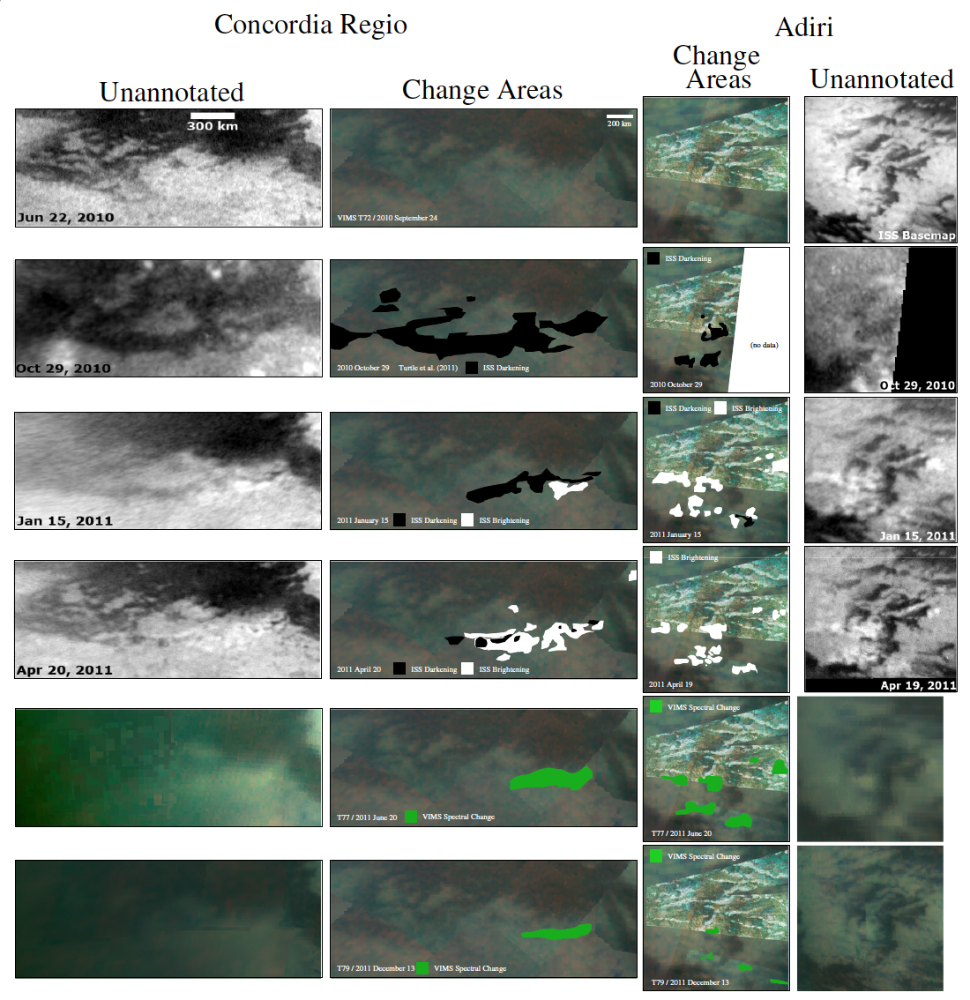 Concordia Regio
Adiri
Unannotated
Change Areas
Change
Areas
Unannotated
300 km
Jun 22, 2010
200 km
VIMS T72 / 2010 September 24
ISS Basemap
Oct 29, 2010
2010 October 29 Turtle et al. (2011) ISS Darkening
ISS Darkening
(no data)
2010 October 29
Oct 29, 2010
Jan 15, 2011
2011 January 15 ISS Darkening ISS Brightening
ISS Darkening ISS Brightening
2011 January 15
Jan 15, 2011
Apr 20, 2011
2011 April 20 ISS Darkening ISS Brightening
ISS Brightening
2011 April 19
Apr 19, 2011
T77 / 2011 June 20 VIMS Spectral Change
VIMS Spectral Change
T77 / 2011 June 20
T79 / 2011 December 13 VIMS Spectral Change
VIMS Spectral Change
T79 / 2011 December 13